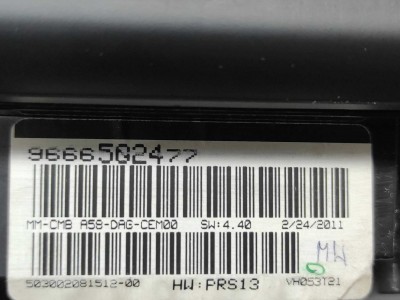 9666502477
MM-CMB A58-DAG-CEM00 SW:4.40 2/24/2011
MW
503002081512-00 HW:PRS13 VH053T21